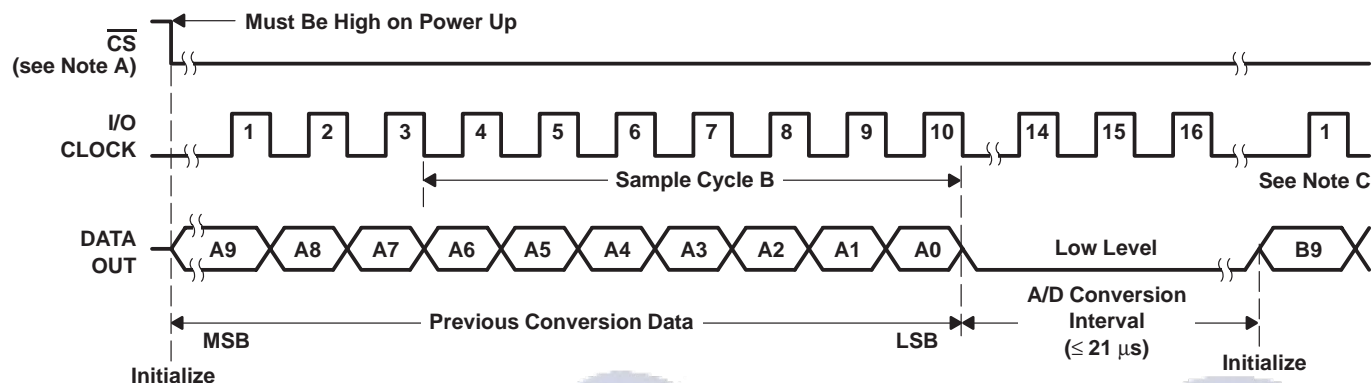 Must Be High on Power Up
CS
(see Note A)
I/O
CLOCK
1 2 3 4 5 6 7 8 9 10 14 15 16 1
Sample Cycle B
See Note C
DATA
OUT
A9 A8 A7 A6 A5 A4 A3 A2 A1 A0 Low Level B9
A/D Conversion
Interval
(≤ 21 μs)
Previous Conversion Data
MSB LSB
Initialize Initialize